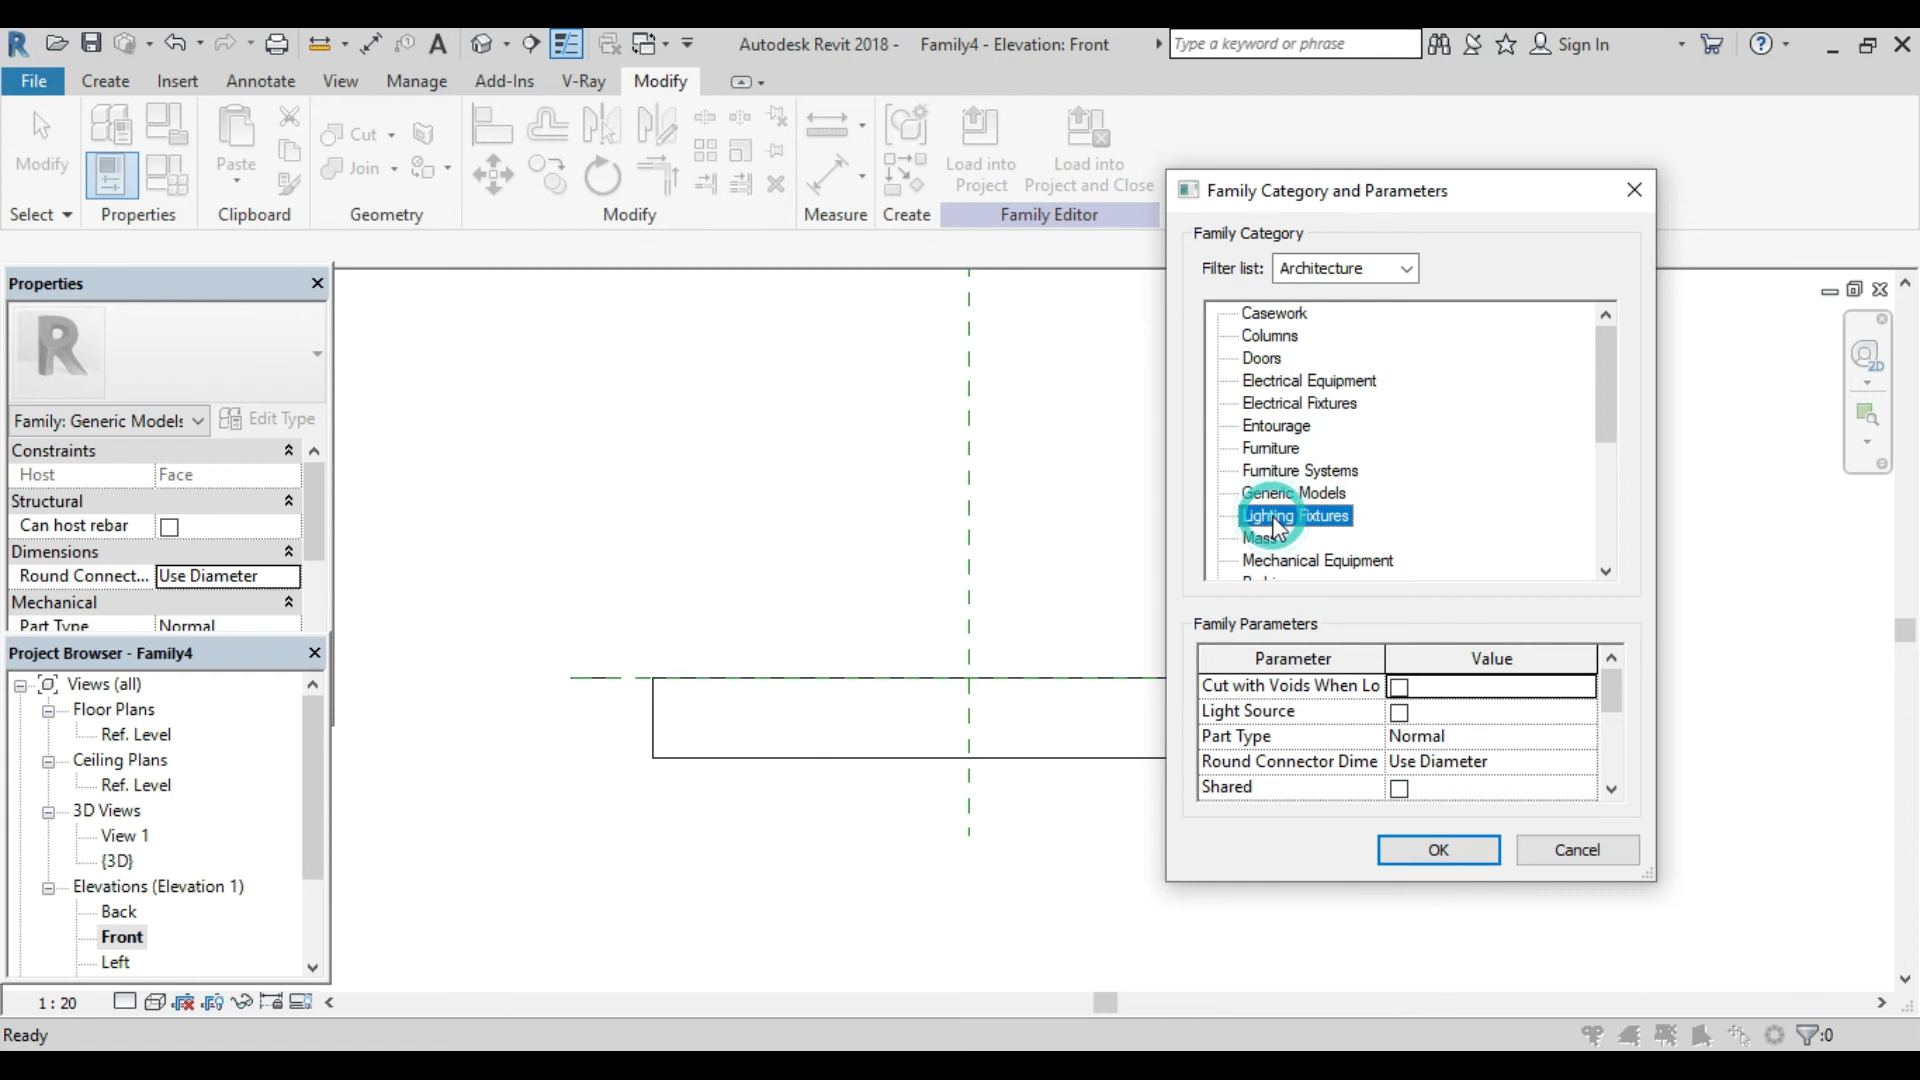 Autodesk Revit 2018 - Family4 - Elevation: Front
Type a keyword or phrase
Sign In
File Create Insert Annotate View Manage Add-Ins V-Ray Modify
Modify
Paste
Cut
Join
Load into Project
Load into Project and Close
Select Properties Clipboard Geometry Modify Measure Create Family Editor
Properties
Family: Generic Models
Edit Type
Constraints
Host Face
Structural
Can host rebar
Dimensions
Round Connect... Use Diameter
Mechanical
Part Type Normal
Project Browser - Family4
Views (all)
Floor Plans
Ref. Level
Ceiling Plans
Ref. Level
3D Views
View 1
{3D}
Elevations (Elevation 1)
Back
Front
Left
1 : 20
Ready
:0
2D
Family Category and Parameters
Family Category
Filter list: Architecture
Casework
Columns
Doors
Electrical Equipment
Electrical Fixtures
Entourage
Furniture
Furniture Systems
Generic Models
Lighting Fixtures
Mass
Mechanical Equipment
Family Parameters
Parameter Value
Cut with Voids When Lo
Light Source
Part Type Normal
Round Connector Dime Use Diameter
Shared
OK Cancel